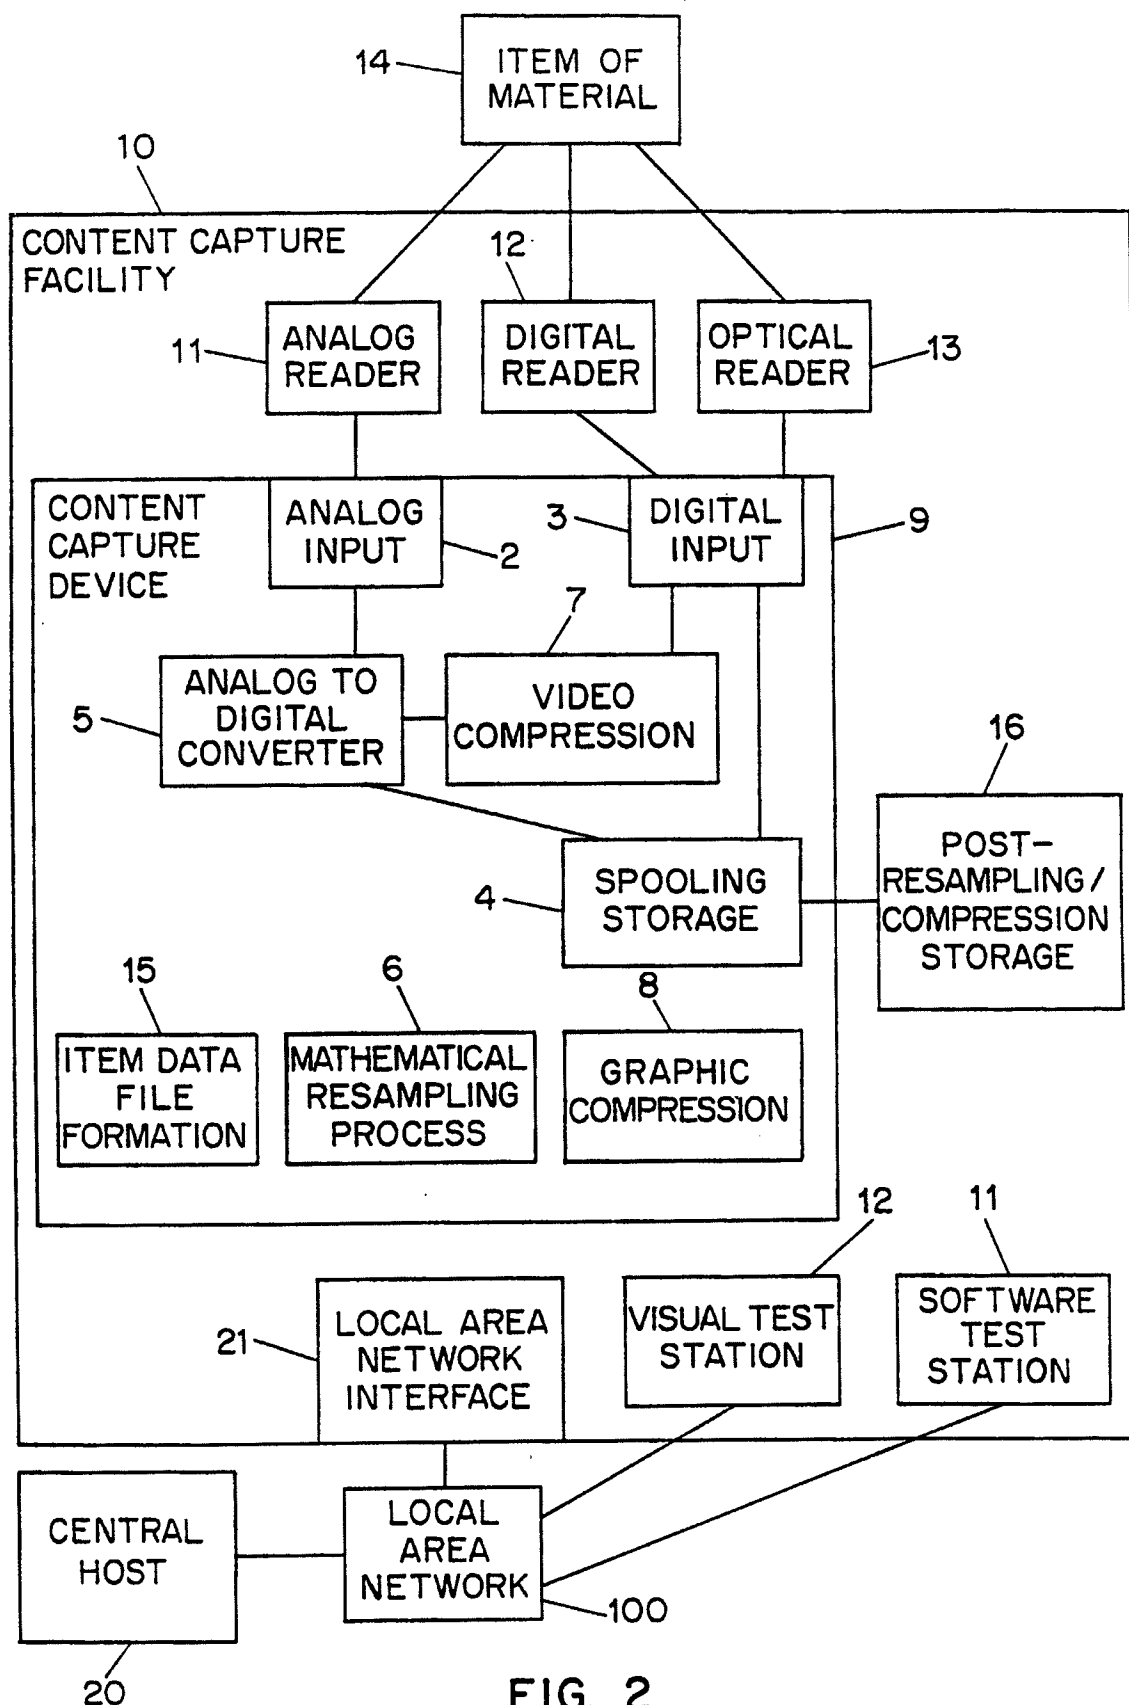 ITEM OF
MATERIAL
14
10
CONTENT CAPTURE
FACILITY
12
ANALOG
READER
11
DIGITAL
READER
OPTICAL
READER
13
CONTENT
CAPTURE
DEVICE
ANALOG
INPUT
2
3
DIGITAL
INPUT
9
7
ANALOG TO
DIGITAL
CONVERTER
5
VIDEO
COMPRESSION
16
SPOOLING
STORAGE
4
POST-
RESAMPLING/
COMPRESSION
STORAGE
15
6
8
ITEM DATA
FILE
FORMATION
MATHEMATICAL
RESAMPLING
PROCESS
GRAPHIC
COMPRESSION
12
11
21
LOCAL AREA
NETWORK
INTERFACE
VISUAL TEST
STATION
SOFTWARE
TEST
STATION
CENTRAL
HOST
LOCAL
AREA
NETWORK
100
20
FIG. 2